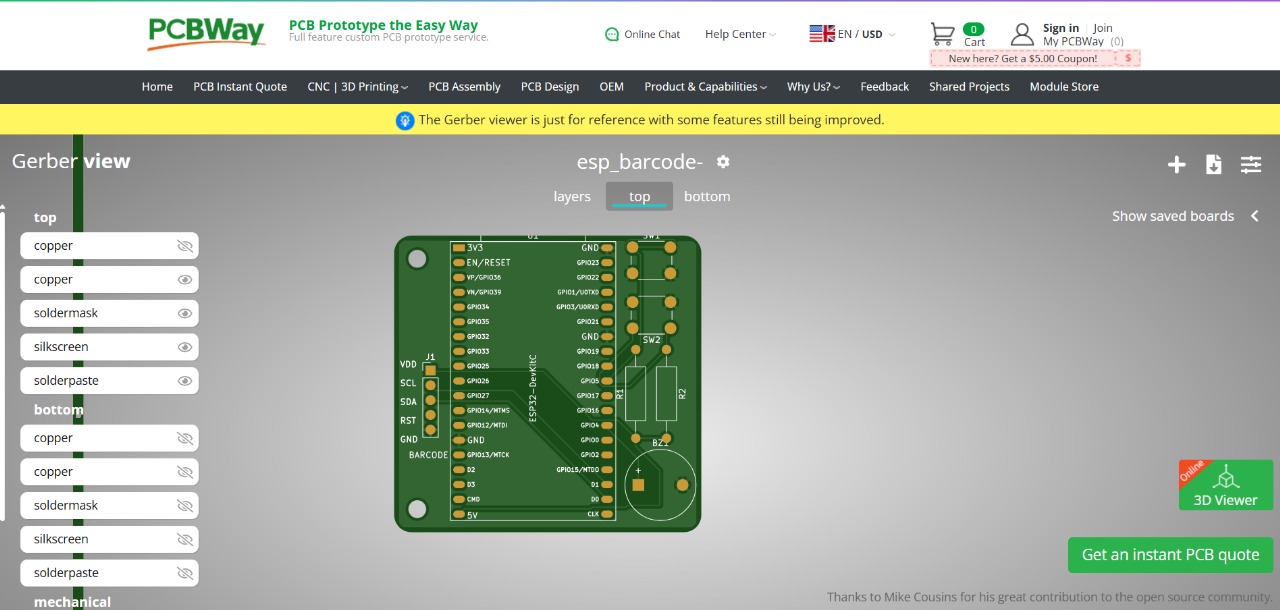 PCBWay
PCB Prototype the Easy Way
Full feature custom PCB prototype service.
Online Chat
Help Center
EN / USD
0
Cart
Sign in | Join
My PCBWay (0)
New here? Get a $5.00 Coupon! $
Home PCB Instant Quote CNC | 3D Printing PCB Assembly PCB Design OEM Product & Capabilities Why Us? Feedback Shared Projects Module Store
The Gerber viewer is just for reference with some features still being improved.
Gerber view
esp_barcode-
layers top bottom
Show saved boards
top
copper
copper
soldermask
silkscreen
solderpaste
bottom
copper
copper
soldermask
silkscreen
solderpaste
mechanical
U1
SW1
3V3 GND
EN/RESET GPIO23
VP/GPIO36 GPIO22
VN/GPIO39 GPIO1/U0TXD
GPIO34 GPIO3/U0RXD
GPIO35 GPIO21
GPIO32 GND
SW2
GPIO33 GPIO19
J1
VDD GPIO25 GPIO18
SCL GPIO26 GPIO5
SDA GPIO27 GPIO17
ESP32-DevKitC
R1
R2
GPIO14/MTMS GPIO16
RST GPIO12/MTDI GPIO4
GND GND GPIO0
BZ1
BARCODE GPIO13/MTCK GPIO2
D2 GPIO15/MTDO
+
D3 D1
CMD D0
5V CLK
Online
3D Viewer
Get an instant PCB quote
Thanks to Mike Cousins for his great contribution to the open source community.